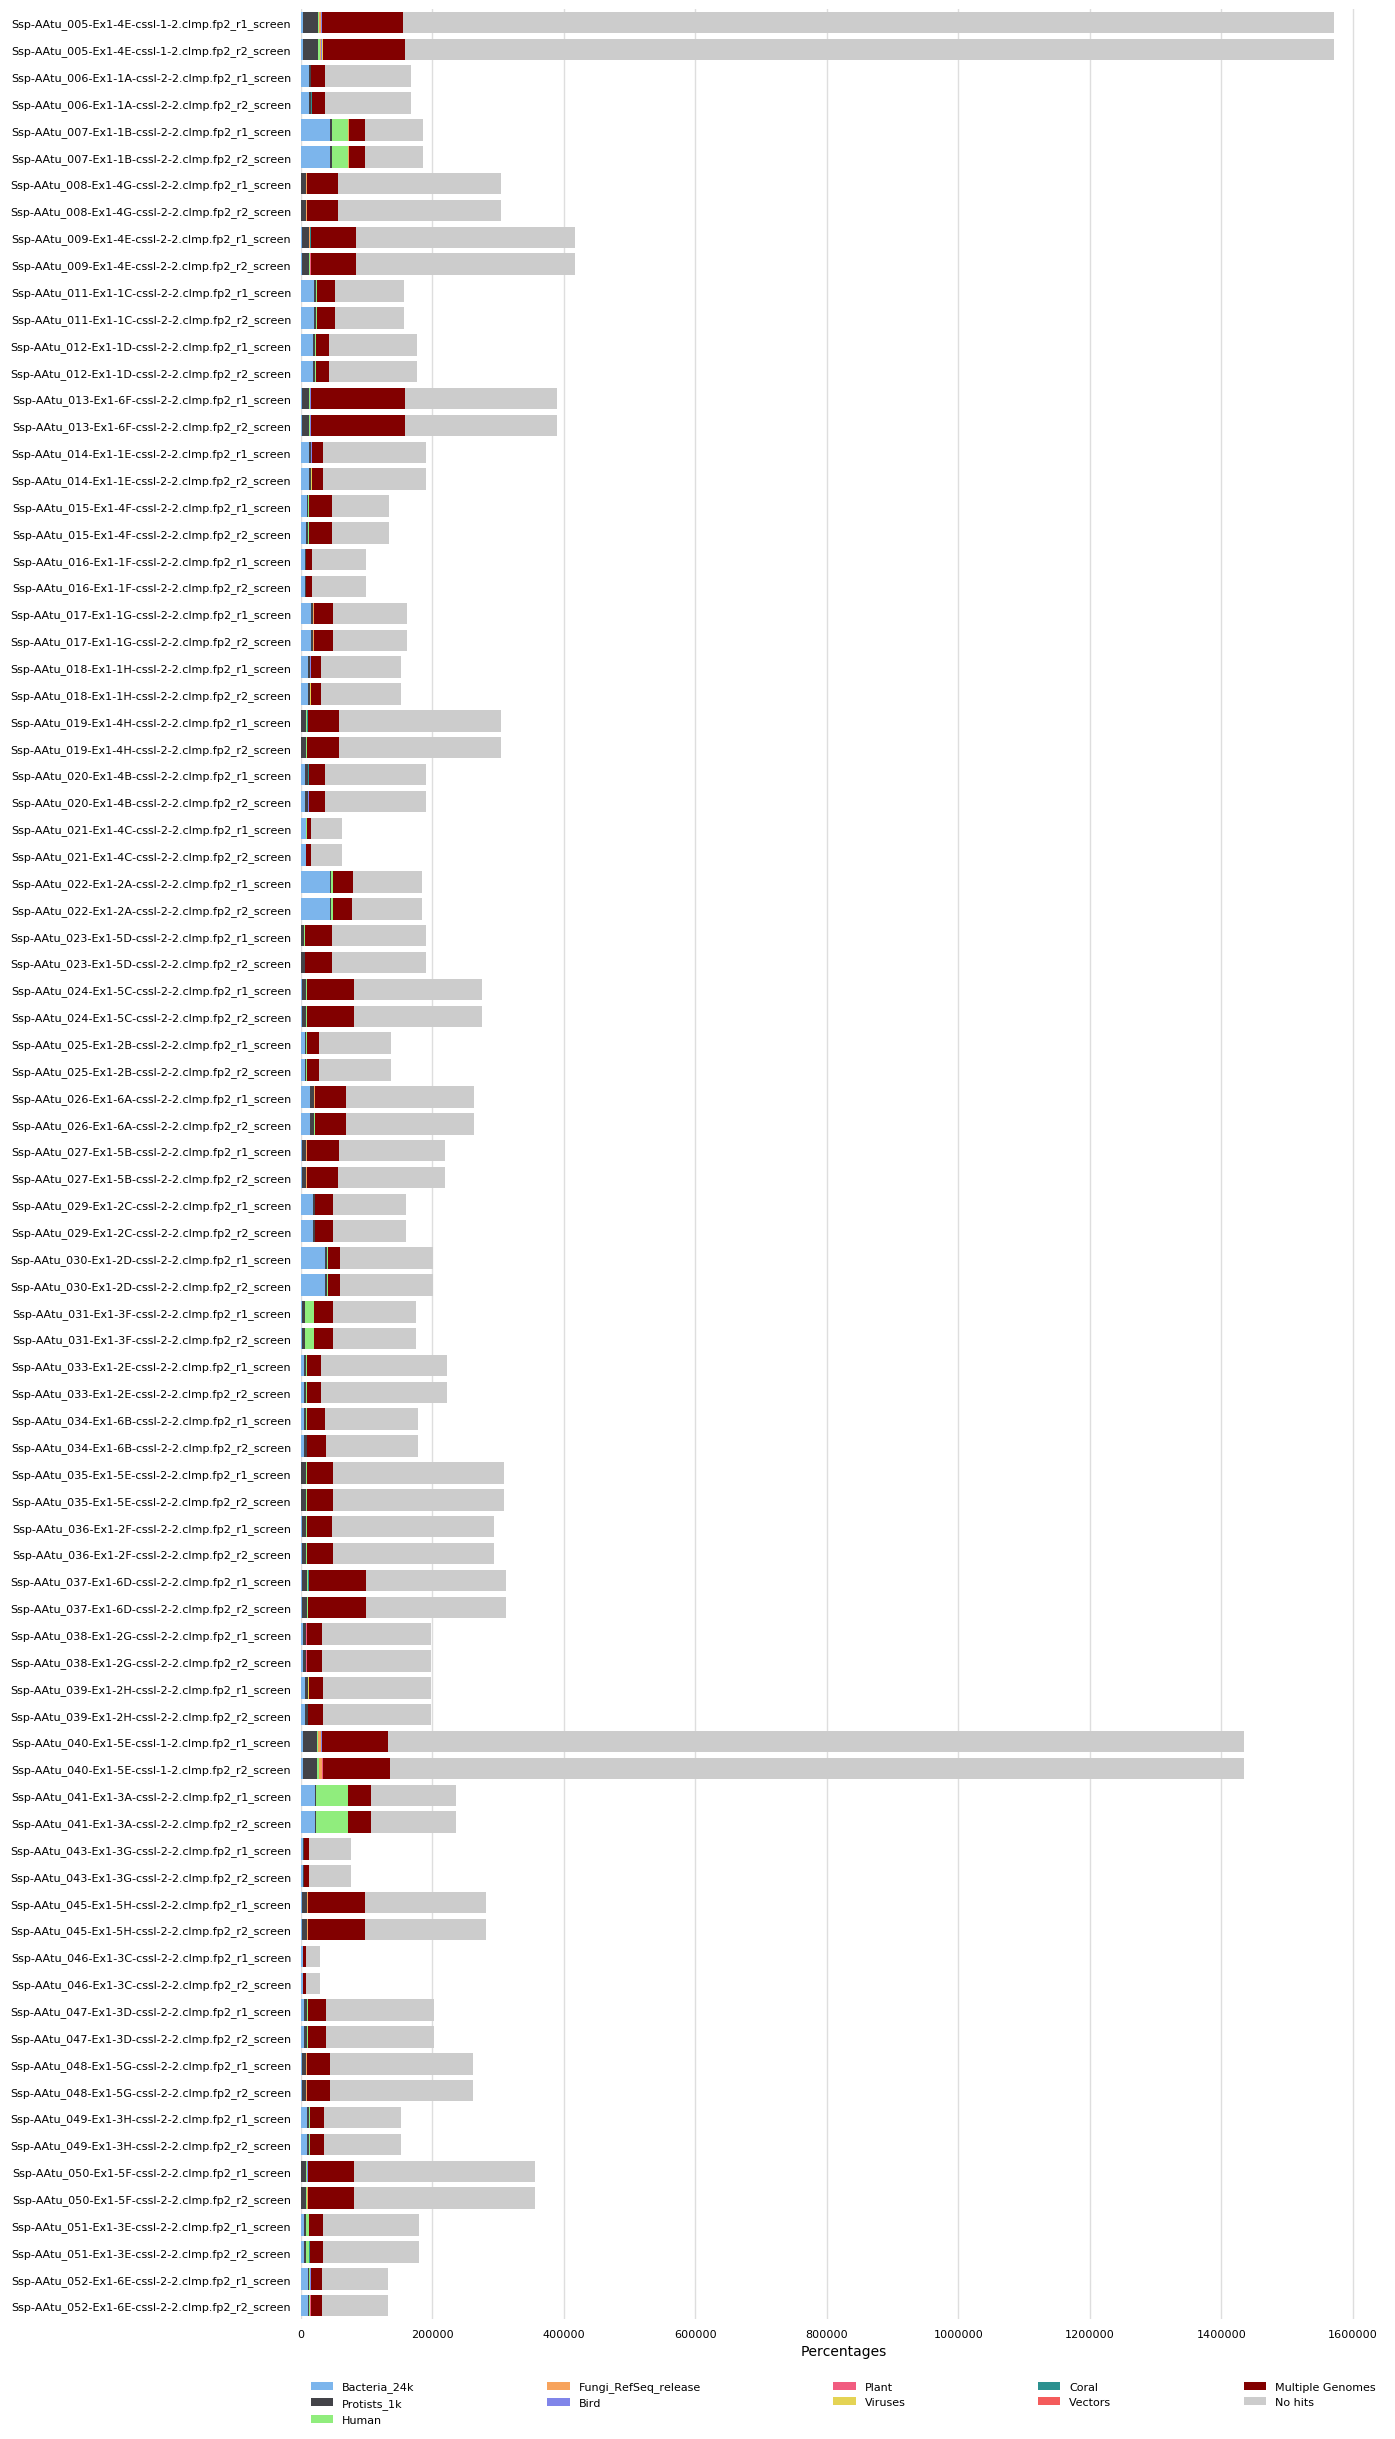 Ssp-AAtu_005-Ex1-4E-cssl-1-2.clmp.fp2_r1_screen
Ssp-AAtu_005-Ex1-4E-cssl-1-2.clmp.fp2_r2_screen
Ssp-AAtu_006-Ex1-1A-cssl-2-2.clmp.fp2_r1_screen
Ssp-AAtu_006-Ex1-1A-cssl-2-2.clmp.fp2_r2_screen
Ssp-AAtu_007-Ex1-1B-cssl-2-2.clmp.fp2_r1_screen
Ssp-AAtu_007-Ex1-1B-cssl-2-2.clmp.fp2_r2_screen
Ssp-AAtu_008-Ex1-4G-cssl-2-2.clmp.fp2_r1_screen
Ssp-AAtu_008-Ex1-4G-cssl-2-2.clmp.fp2_r2_screen
Ssp-AAtu_009-Ex1-4E-cssl-2-2.clmp.fp2_r1_screen
Ssp-AAtu_009-Ex1-4E-cssl-2-2.clmp.fp2_r2_screen
Ssp-AAtu_011-Ex1-1C-cssl-2-2.clmp.fp2_r1_screen
Ssp-AAtu_011-Ex1-1C-cssl-2-2.clmp.fp2_r2_screen
Ssp-AAtu_012-Ex1-1D-cssl-2-2.clmp.fp2_r1_screen
Ssp-AAtu_012-Ex1-1D-cssl-2-2.clmp.fp2_r2_screen
Ssp-AAtu_013-Ex1-6F-cssl-2-2.clmp.fp2_r1_screen
Ssp-AAtu_013-Ex1-6F-cssl-2-2.clmp.fp2_r2_screen
Ssp-AAtu_014-Ex1-1E-cssl-2-2.clmp.fp2_r1_screen
Ssp-AAtu_014-Ex1-1E-cssl-2-2.clmp.fp2_r2_screen
Ssp-AAtu_015-Ex1-4F-cssl-2-2.clmp.fp2_r1_screen
Ssp-AAtu_015-Ex1-4F-cssl-2-2.clmp.fp2_r2_screen
Ssp-AAtu_016-Ex1-1F-cssl-2-2.clmp.fp2_r1_screen
Ssp-AAtu_016-Ex1-1F-cssl-2-2.clmp.fp2_r2_screen
Ssp-AAtu_017-Ex1-1G-cssl-2-2.clmp.fp2_r1_screen
Ssp-AAtu_017-Ex1-1G-cssl-2-2.clmp.fp2_r2_screen
Ssp-AAtu_018-Ex1-1H-cssl-2-2.clmp.fp2_r1_screen
Ssp-AAtu_018-Ex1-1H-cssl-2-2.clmp.fp2_r2_screen
Ssp-AAtu_019-Ex1-4H-cssl-2-2.clmp.fp2_r1_screen
Ssp-AAtu_019-Ex1-4H-cssl-2-2.clmp.fp2_r2_screen
Ssp-AAtu_020-Ex1-4B-cssl-2-2.clmp.fp2_r1_screen
Ssp-AAtu_020-Ex1-4B-cssl-2-2.clmp.fp2_r2_screen
Ssp-AAtu_021-Ex1-4C-cssl-2-2.clmp.fp2_r1_screen
Ssp-AAtu_021-Ex1-4C-cssl-2-2.clmp.fp2_r2_screen
Ssp-AAtu_022-Ex1-2A-cssl-2-2.clmp.fp2_r1_screen
Ssp-AAtu_022-Ex1-2A-cssl-2-2.clmp.fp2_r2_screen
Ssp-AAtu_023-Ex1-5D-cssl-2-2.clmp.fp2_r1_screen
Ssp-AAtu_023-Ex1-5D-cssl-2-2.clmp.fp2_r2_screen
Ssp-AAtu_024-Ex1-5C-cssl-2-2.clmp.fp2_r1_screen
Ssp-AAtu_024-Ex1-5C-cssl-2-2.clmp.fp2_r2_screen
Ssp-AAtu_025-Ex1-2B-cssl-2-2.clmp.fp2_r1_screen
Ssp-AAtu_025-Ex1-2B-cssl-2-2.clmp.fp2_r2_screen
Ssp-AAtu_026-Ex1-6A-cssl-2-2.clmp.fp2_r1_screen
Ssp-AAtu_026-Ex1-6A-cssl-2-2.clmp.fp2_r2_screen
Ssp-AAtu_027-Ex1-5B-cssl-2-2.clmp.fp2_r1_screen
Ssp-AAtu_027-Ex1-5B-cssl-2-2.clmp.fp2_r2_screen
Ssp-AAtu_029-Ex1-2C-cssl-2-2.clmp.fp2_r1_screen
Ssp-AAtu_029-Ex1-2C-cssl-2-2.clmp.fp2_r2_screen
Ssp-AAtu_030-Ex1-2D-cssl-2-2.clmp.fp2_r1_screen
Ssp-AAtu_030-Ex1-2D-cssl-2-2.clmp.fp2_r2_screen
Ssp-AAtu_031-Ex1-3F-cssl-2-2.clmp.fp2_r1_screen
Ssp-AAtu_031-Ex1-3F-cssl-2-2.clmp.fp2_r2_screen
Ssp-AAtu_033-Ex1-2E-cssl-2-2.clmp.fp2_r1_screen
Ssp-AAtu_033-Ex1-2E-cssl-2-2.clmp.fp2_r2_screen
Ssp-AAtu_034-Ex1-6B-cssl-2-2.clmp.fp2_r1_screen
Ssp-AAtu_034-Ex1-6B-cssl-2-2.clmp.fp2_r2_screen
Ssp-AAtu_035-Ex1-5E-cssl-2-2.clmp.fp2_r1_screen
Ssp-AAtu_035-Ex1-5E-cssl-2-2.clmp.fp2_r2_screen
Ssp-AAtu_036-Ex1-2F-cssl-2-2.clmp.fp2_r1_screen
Ssp-AAtu_036-Ex1-2F-cssl-2-2.clmp.fp2_r2_screen
Ssp-AAtu_037-Ex1-6D-cssl-2-2.clmp.fp2_r1_screen
Ssp-AAtu_037-Ex1-6D-cssl-2-2.clmp.fp2_r2_screen
Ssp-AAtu_038-Ex1-2G-cssl-2-2.clmp.fp2_r1_screen
Ssp-AAtu_038-Ex1-2G-cssl-2-2.clmp.fp2_r2_screen
Ssp-AAtu_039-Ex1-2H-cssl-2-2.clmp.fp2_r1_screen
Ssp-AAtu_039-Ex1-2H-cssl-2-2.clmp.fp2_r2_screen
Ssp-AAtu_040-Ex1-5E-cssl-1-2.clmp.fp2_r1_screen
Ssp-AAtu_040-Ex1-5E-cssl-1-2.clmp.fp2_r2_screen
Ssp-AAtu_041-Ex1-3A-cssl-2-2.clmp.fp2_r1_screen
Ssp-AAtu_041-Ex1-3A-cssl-2-2.clmp.fp2_r2_screen
Ssp-AAtu_043-Ex1-3G-cssl-2-2.clmp.fp2_r1_screen
Ssp-AAtu_043-Ex1-3G-cssl-2-2.clmp.fp2_r2_screen
Ssp-AAtu_045-Ex1-5H-cssl-2-2.clmp.fp2_r1_screen
Ssp-AAtu_045-Ex1-5H-cssl-2-2.clmp.fp2_r2_screen
Ssp-AAtu_046-Ex1-3C-cssl-2-2.clmp.fp2_r1_screen
Ssp-AAtu_046-Ex1-3C-cssl-2-2.clmp.fp2_r2_screen
Ssp-AAtu_047-Ex1-3D-cssl-2-2.clmp.fp2_r1_screen
Ssp-AAtu_047-Ex1-3D-cssl-2-2.clmp.fp2_r2_screen
Ssp-AAtu_048-Ex1-5G-cssl-2-2.clmp.fp2_r1_screen
Ssp-AAtu_048-Ex1-5G-cssl-2-2.clmp.fp2_r2_screen
Ssp-AAtu_049-Ex1-3H-cssl-2-2.clmp.fp2_r1_screen
Ssp-AAtu_049-Ex1-3H-cssl-2-2.clmp.fp2_r2_screen
Ssp-AAtu_050-Ex1-5F-cssl-2-2.clmp.fp2_r1_screen
Ssp-AAtu_050-Ex1-5F-cssl-2-2.clmp.fp2_r2_screen
Ssp-AAtu_051-Ex1-3E-cssl-2-2.clmp.fp2_r1_screen
Ssp-AAtu_051-Ex1-3E-cssl-2-2.clmp.fp2_r2_screen
Ssp-AAtu_052-Ex1-6E-cssl-2-2.clmp.fp2_r1_screen
Ssp-AAtu_052-Ex1-6E-cssl-2-2.clmp.fp2_r2_screen
0 200000 400000 600000 800000 1000000 1200000 1400000 1600000
Percentages
Bacteria_24k Fungi_RefSeq_release Plant Coral Multiple Genomes
Protists_1k Bird Viruses Vectors No hits
Human